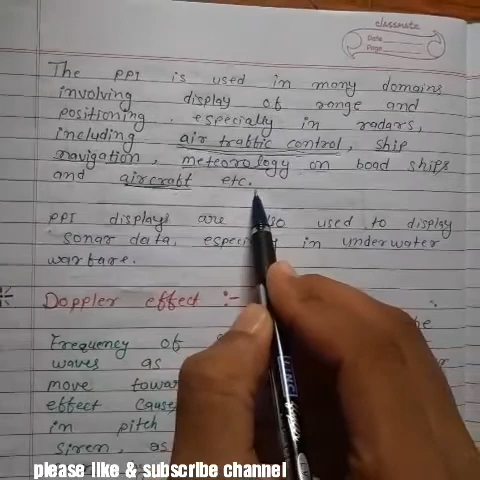 classmate
Date
Page
The PPI is used in many domains
involving display of range and
positioning. especially in radars,
including air traffic control, ship
navigation, meteorology on boad ships
and aircraft etc.
PPI displays are also used to display
sonar data, especially in underwater
warfare.
Doppler effect :-
Frequency of
waves as
move
effect
in pitch
siren, as
please like & subscribe channel